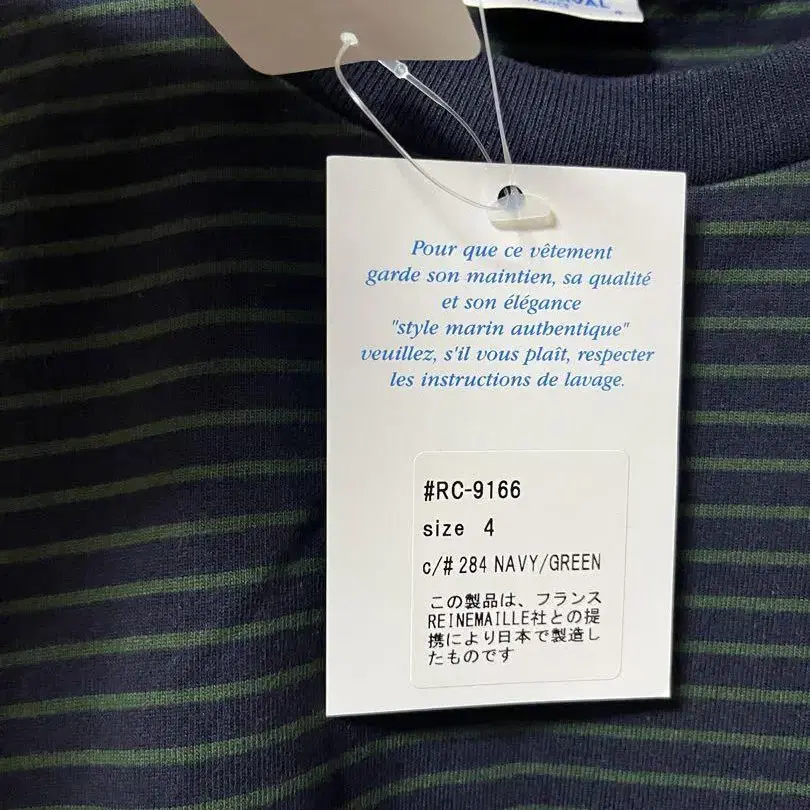 FRANCE
Pour que ce vêtement
garde son maintien, sa qualité
et son élégance
"style marin authentique"
veuillez, s'il vous plaît, respecter
les instructions de lavage.
#RC-9166
size 4
c/# 284 NAVY/GREEN
この製品は、フランス
REINEMAILLE社との提
携により日本で製造し
たものです